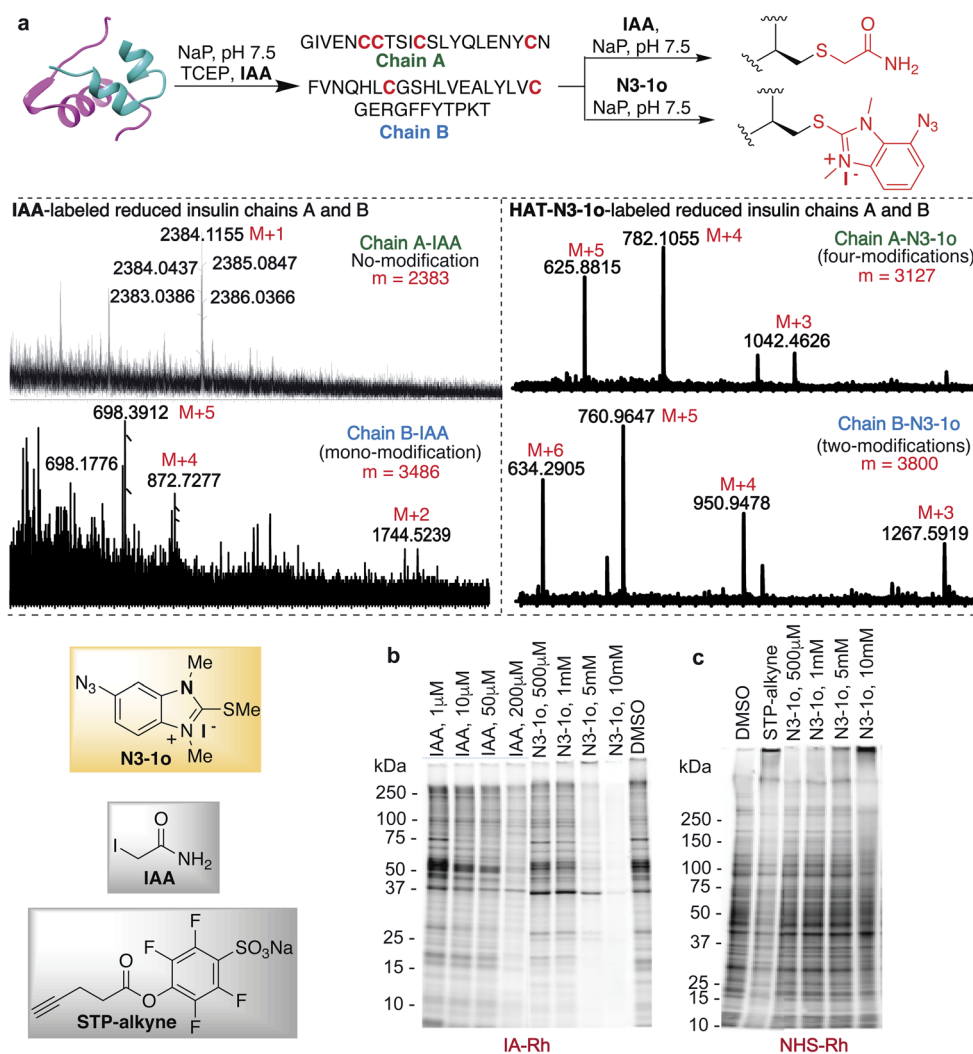 a
NaP, pH 7.5
TCEP, IAA
GIVENCCTSICSLYQLENYCN
Chain A
FVNQHLCGSHLVEALYLVC
GERGFFYTPKT
Chain B
IAA,
NaP, pH 7.5
N3-1o
NaP, pH 7.5
S
O
NH2
S
N
N3
N
+
I -
IAA-labeled reduced insulin chains A and B
2384.1155 M+1
2384.0437
2385.0847
2383.0386
2386.0366
Chain A-IAA
No-modification
m = 2383
698.3912 M+5
698.1776
M+4
872.7277
Chain B-IAA
(mono-modification)
m = 3486
M+2
1744.5239
HAT-N3-1o-labeled reduced insulin chains A and B
M+5
625.8815
782.1055 M+4
Chain A-N3-1o
(four-modifications)
m = 3127
M+3
1042.4626
M+6
634.2905
760.9647 M+5
Chain B-N3-1o
(two-modifications)
m = 3800
M+4
950.9478
M+3
1267.5919
N3
Me
N
SMe
N
+
I -
Me
N3-1o
O
I
NH2
IAA
F
F
SO3Na
O
O
F
F
STP-alkyne
b
IAA, 1μM
IAA, 10μM
IAA, 50μM
IAA, 200μM
N3-1o, 500μM
N3-1o, 1mM
N3-1o, 5mM
N3-1o, 10mM
DMSO
kDa
250 -
100 -
75 -
50 -
37 -
25 -
15 -
10 -
IA-Rh
c
DMSO
STP-alkyne
N3-1o, 500μM
N3-1o, 1mM
N3-1o, 5mM
N3-1o, 10mM
kDa
250 -
150 -
100 -
75 -
50 -
37 -
25 -
15 -
10 -
NHS-Rh